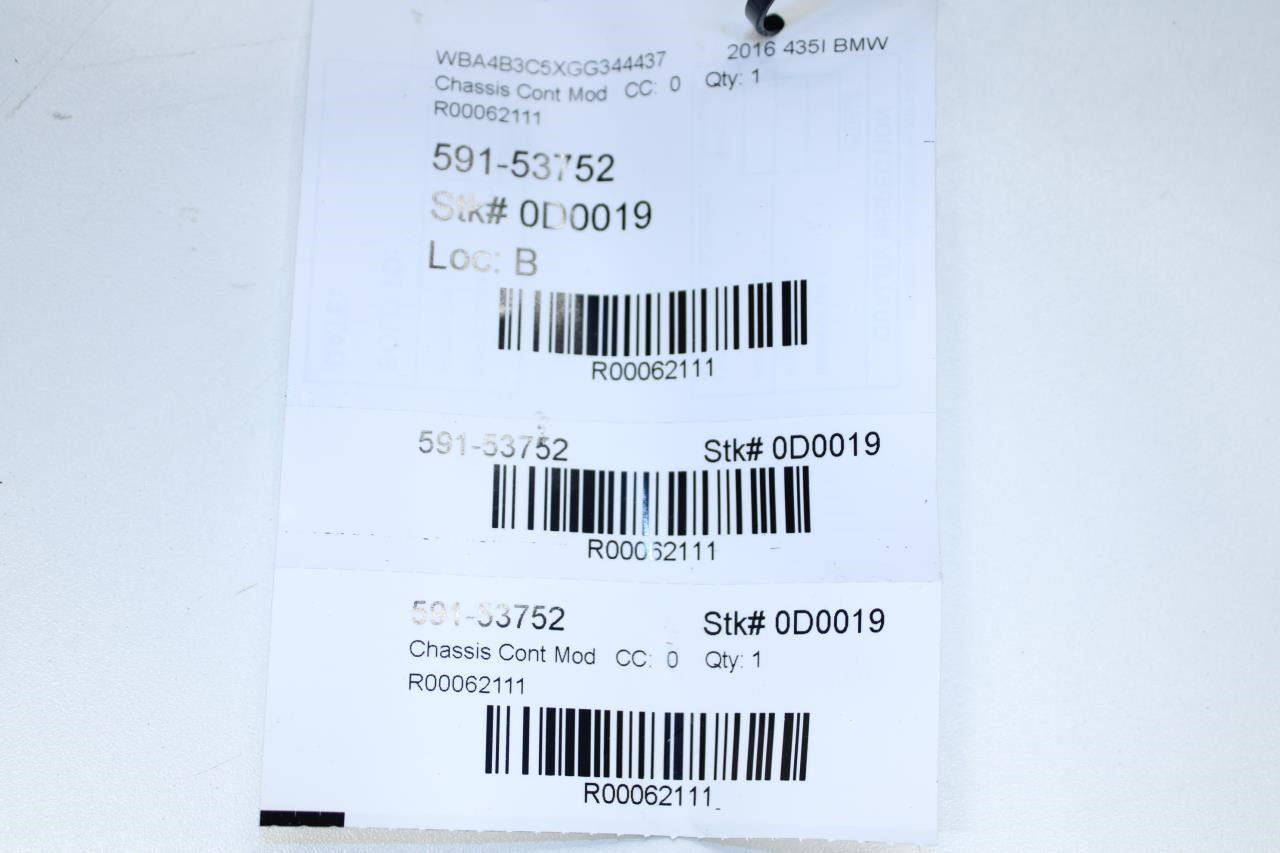 WBA4B3C5XGG344437 2016 435I BMW
Chassis Cont Mod CC: 0 Qty: 1
R00062111
591-53752
Stk# 0D0019
Loc: B
R00062111
591-53752 Stk# 0D0019
R00062111
591-53752 Stk# 0D0019
Chassis Cont Mod CC: 0 Qty: 1
R00062111
R00062111